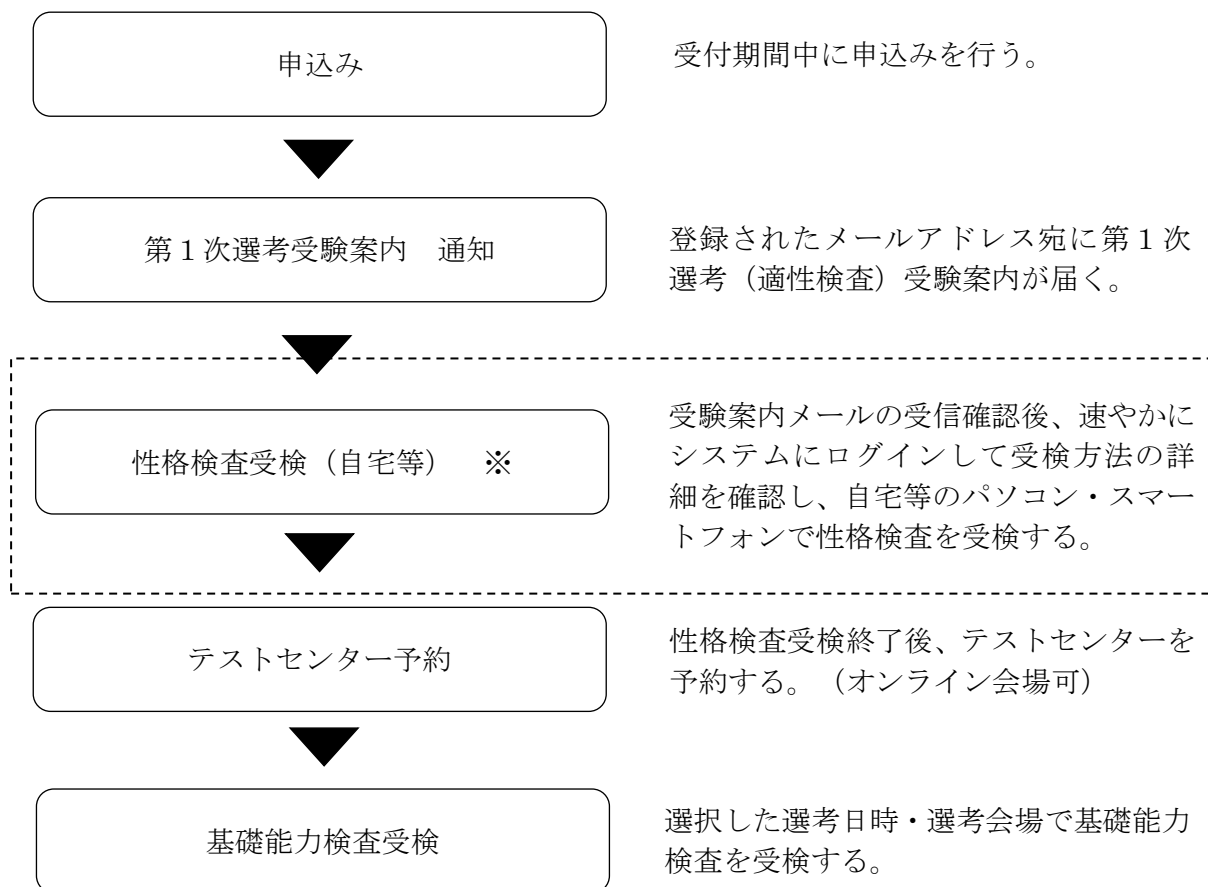 申込み
受付期間中に申込みを行う。
第１次選考受験案内　通知
登録されたメールアドレス宛に第１次
選考（適性検査）受験案内が届く。
性格検査受検（自宅等）　※
受験案内メールの受信確認後、速やかに
システムにログインして受検方法の詳
細を確認し、自宅等のパソコン・スマー
トフォンで性格検査を受検する。
テストセンター予約
性格検査受検終了後、テストセンターを
予約する。（オンライン会場可）
基礎能力検査受検
選択した選考日時・選考会場で基礎能力
検査を受検する。